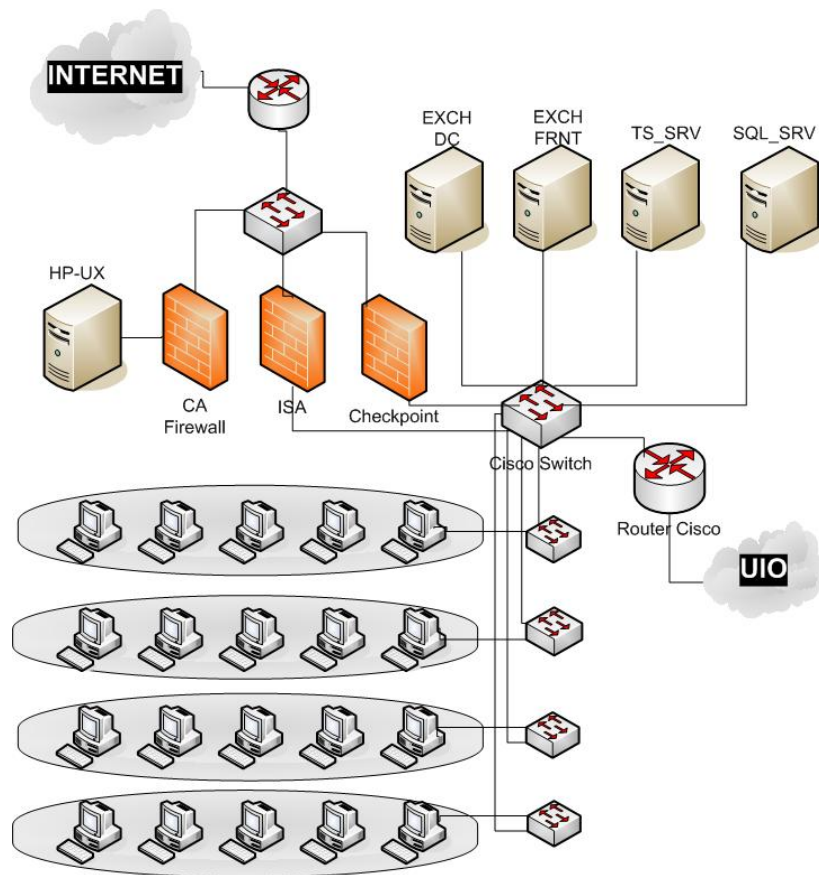 INTERNET
EXCH
DC
EXCH
FRNT
TS_SRV
SQL_SRV
HP-UX
CA
Firewall
ISA
Checkpoint
Cisco Switch
Router Cisco
UIO